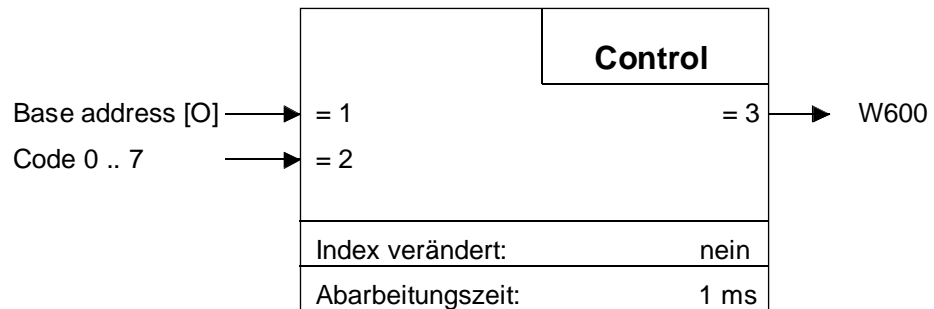 Control
Base address [O] = 1 = 3 W600
Code 0 .. 7 = 2
Index verändert: nein
Abarbeitungszeit: 1 ms